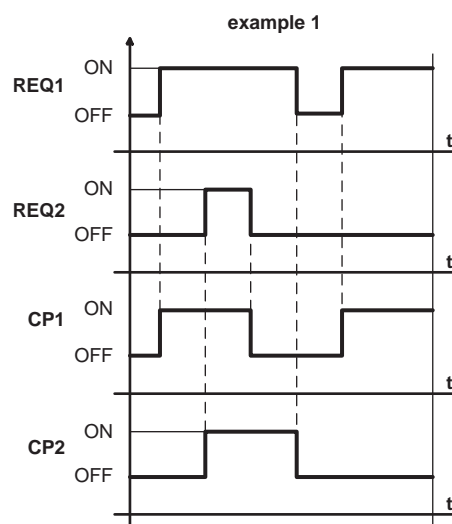 example 1
ON
REQ1
OFF
t
ON
REQ2
OFF
t
ON
CP1
OFF
t
ON
CP2
OFF
t